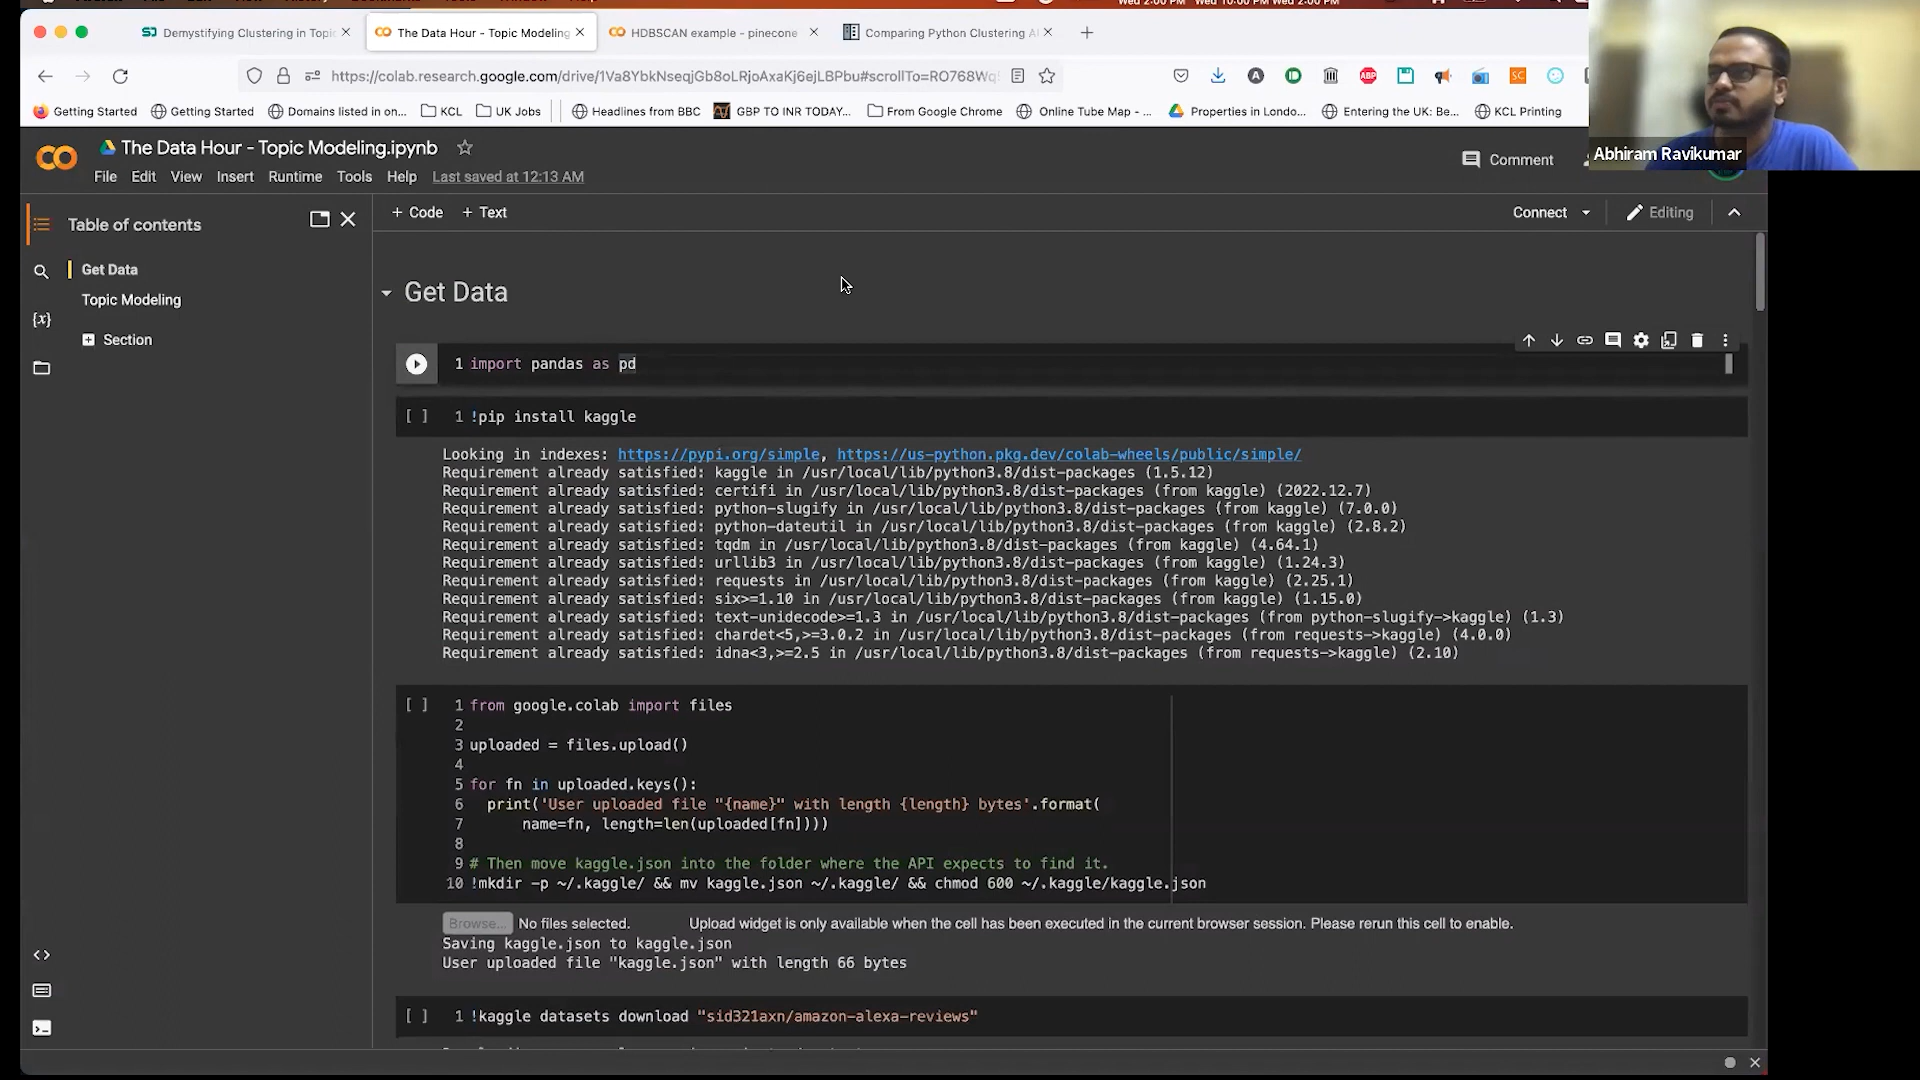 Wed 2:00 PM Wed 10:00 PM Wed 2:00 PM
Demystifying Clustering in Topic
The Data Hour - Topic Modeling
HDBSCAN example - pinecone
Comparing Python Clustering Al
https://colab.research.google.com/drive/1Va8YbkNseqjGb8oLRjoAxaKj6ejLBPbu#scrollTo=RO768Wq
ABP
SC
Getting Started
Getting Started
Domains listed in on...
KCL
UK Jobs
Headlines from BBC
GBP TO INR TODAY...
From Google Chrome
Online Tube Map - ...
Properties in London...
Entering the UK: Be...
KCL Printing
Abhiram Ravikumar
The Data Hour - Topic Modeling.ipynb
Comment
File Edit View Insert Runtime Tools Help Last saved at 12:13 AM
Table of contents
+ Code + Text
Connect
Editing
Get Data
Topic Modeling
{x}
Section
Get Data
1 import pandas as pd
[ ] 1 !pip install kaggle
Looking in indexes: https://pypi.org/simple, https://us-python.pkg.dev/colab-wheels/public/simple/
Requirement already satisfied: kaggle in /usr/local/lib/python3.8/dist-packages (1.5.12)
Requirement already satisfied: certifi in /usr/local/lib/python3.8/dist-packages (from kaggle) (2022.12.7)
Requirement already satisfied: python-slugify in /usr/local/lib/python3.8/dist-packages (from kaggle) (7.0.0)
Requirement already satisfied: python-dateutil in /usr/local/lib/python3.8/dist-packages (from kaggle) (2.8.2)
Requirement already satisfied: tqdm in /usr/local/lib/python3.8/dist-packages (from kaggle) (4.64.1)
Requirement already satisfied: urllib3 in /usr/local/lib/python3.8/dist-packages (from kaggle) (1.24.3)
Requirement already satisfied: requests in /usr/local/lib/python3.8/dist-packages (from kaggle) (2.25.1)
Requirement already satisfied: six>=1.10 in /usr/local/lib/python3.8/dist-packages (from kaggle) (1.15.0)
Requirement already satisfied: text-unidecode>=1.3 in /usr/local/lib/python3.8/dist-packages (from python-slugify->kaggle) (1.3)
Requirement already satisfied: chardet<5,>=3.0.2 in /usr/local/lib/python3.8/dist-packages (from requests->kaggle) (4.0.0)
Requirement already satisfied: idna<3,>=2.5 in /usr/local/lib/python3.8/dist-packages (from requests->kaggle) (2.10)
[ ] 1 from google.colab import files
2
3 uploaded = files.upload()
4
5 for fn in uploaded.keys():
6 print('User uploaded file "{name}" with length {length} bytes'.format(
7 name=fn, length=len(uploaded[fn])))
8
9 # Then move kaggle.json into the folder where the API expects to find it.
10 !mkdir -p ~/.kaggle/ && mv kaggle.json ~/.kaggle/ && chmod 600 ~/.kaggle/kaggle.json
Browse... No files selected. Upload widget is only available when the cell has been executed in the current browser session. Please rerun this cell to enable.
Saving kaggle.json to kaggle.json
User uploaded file "kaggle.json" with length 66 bytes
[ ] 1 !kaggle datasets download "sid321axn/amazon-alexa-reviews"